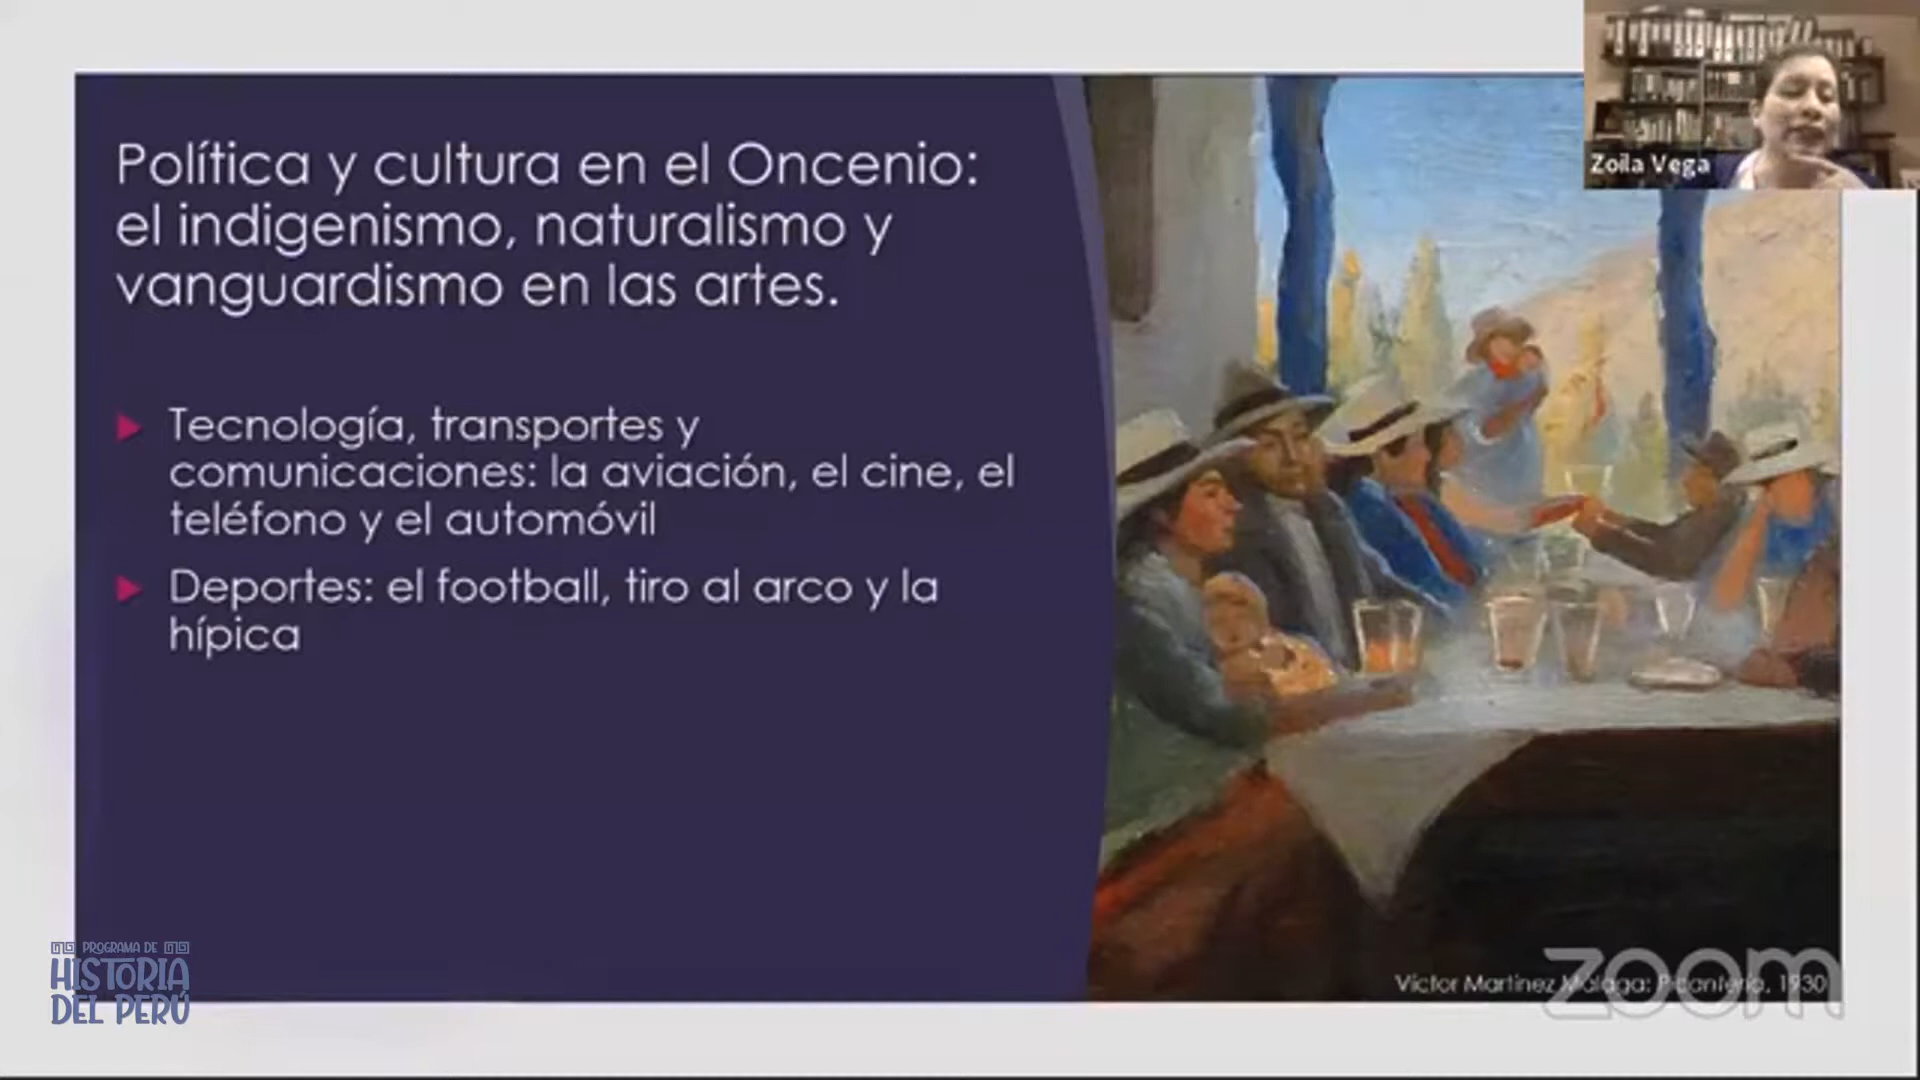 Zoila Vega
Política y cultura en el Oncenio:
el indigenismo, naturalismo y
vanguardismo en las artes.
Tecnología, transportes y
comunicaciones: la aviación, el cine, el
teléfono y el automóvil
Deportes: el football, tiro al arco y la
hípica
PROGRAMA DE
HISTORIA
DEL PERÚ
Víctor Martínez Málaga: Picantería, 1930
zoom